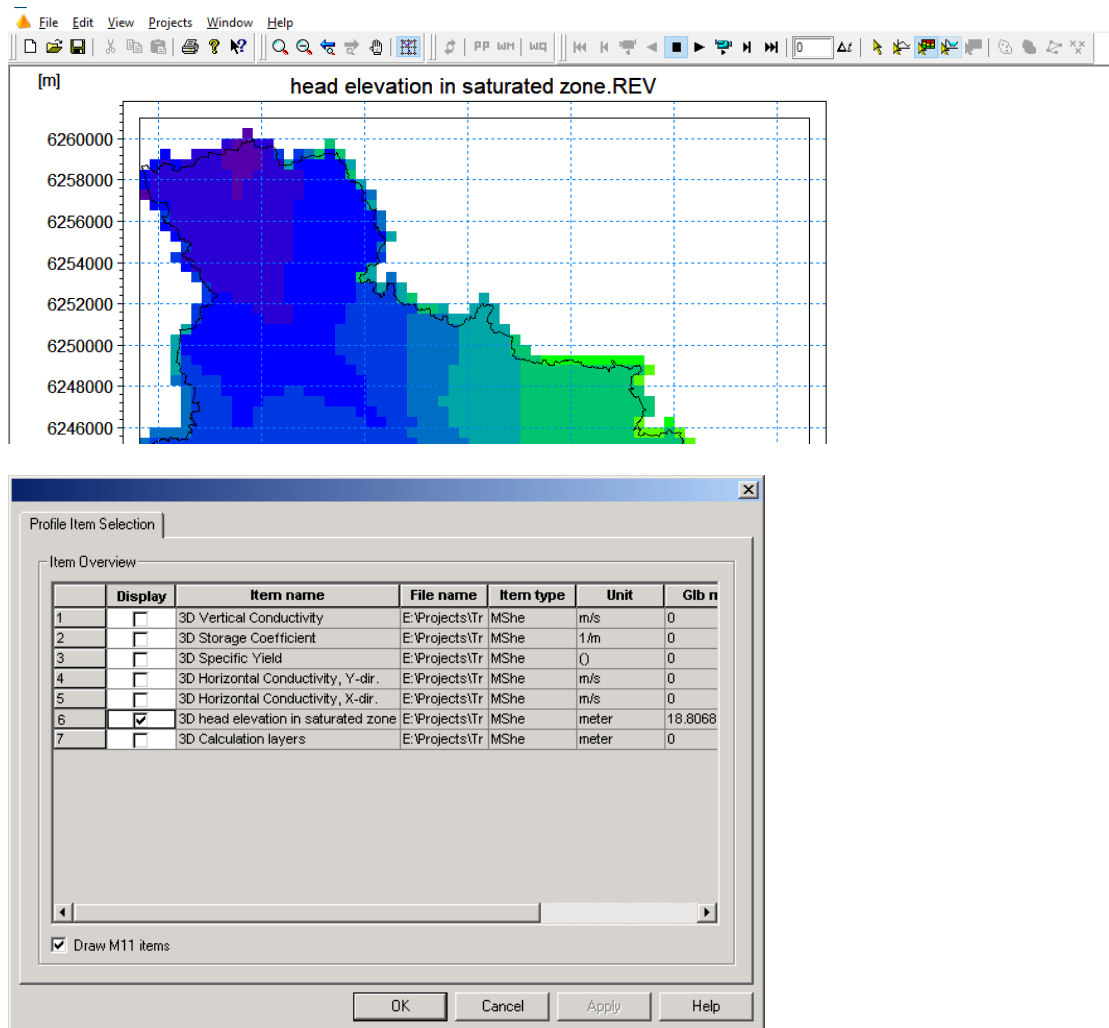 File Edit View Projects Window Help
PP WM WQ 0 Δt
[m]
head elevation in saturated zone.REV
6260000
6258000
6256000
6254000
6252000
6250000
6248000
6246000
Profile Item Selection
Item Overview
Display Item name File name Item type Unit Glb m
1 3D Vertical Conductivity E:\Projects\Tr MShe m/s 0
2 3D Storage Coefficient E:\Projects\Tr MShe 1/m 0
3 3D Specific Yield E:\Projects\Tr MShe () 0
4 3D Horizontal Conductivity, Y-dir. E:\Projects\Tr MShe m/s 0
5 3D Horizontal Conductivity, X-dir. E:\Projects\Tr MShe m/s 0
6 3D head elevation in saturated zone E:\Projects\Tr MShe meter 18.8068
7 3D Calculation layers E:\Projects\Tr MShe meter 0
Draw M11 items
OK Cancel Apply Help